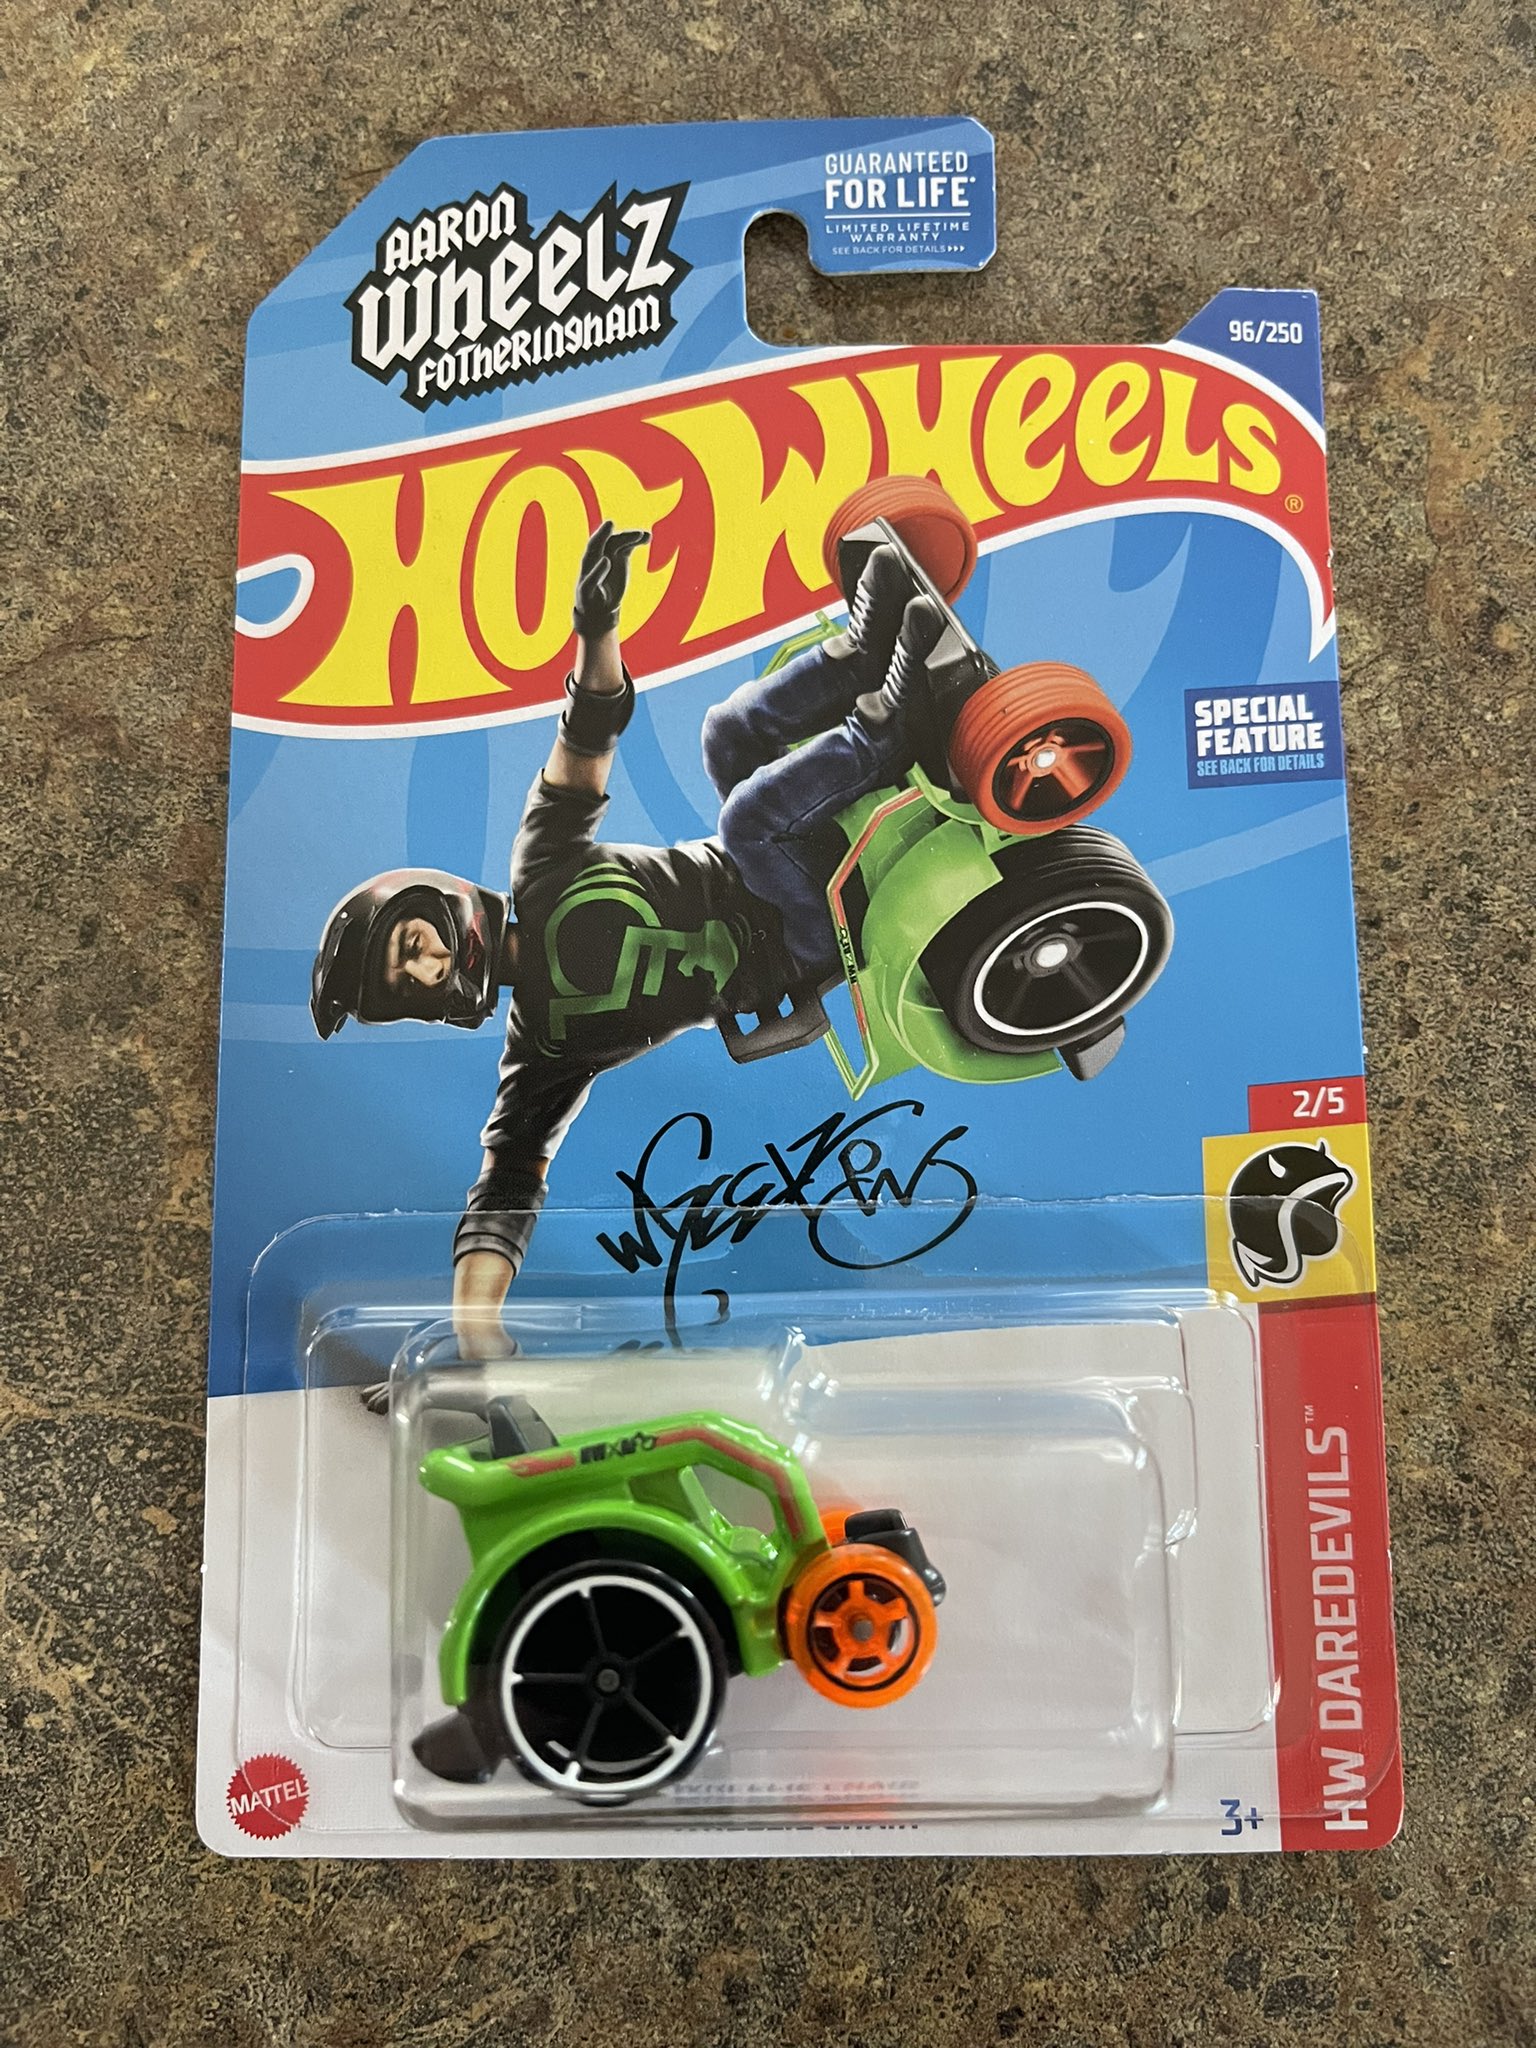 GUARANTEED
FOR LIFE*
LIMITED LIFETIME
WARRANTY
SEE BACK FOR DETAILS >>>
AARON
WHEELZ
FOTHERINGHAM
96/250
HOT WHEELS®
SPECIAL
FEATURE
SEE BACK FOR DETAILS
2/5
HW DAREDEVILS™
MATTEL
3+